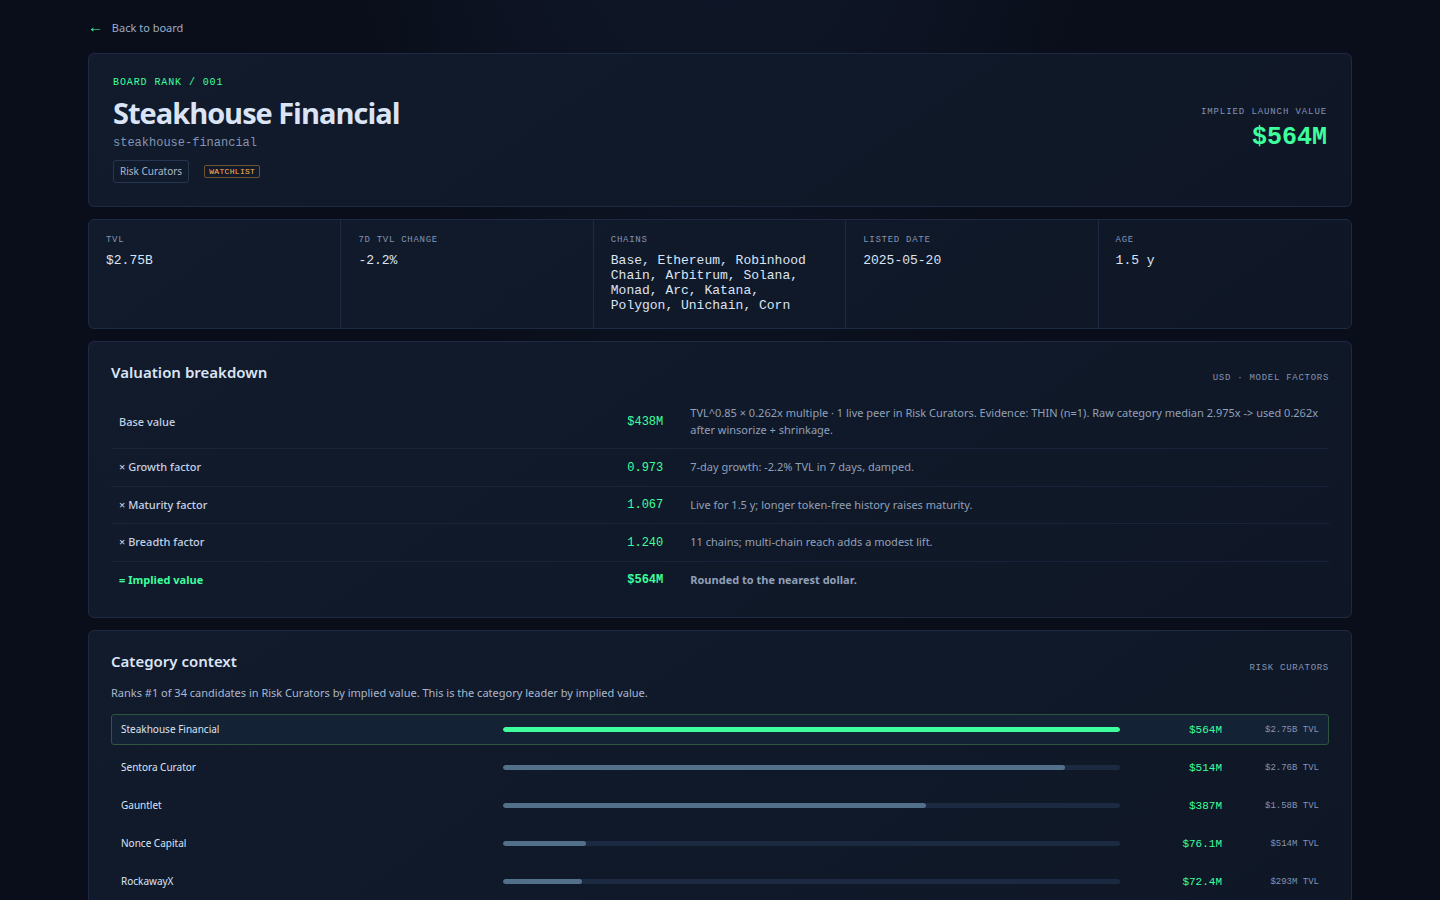 ← Back to board
BOARD RANK / 001
Steakhouse Financial
steakhouse-financial
Risk Curators
WATCHLIST
IMPLIED LAUNCH VALUE
$564M
TVL
$2.75B
7D TVL CHANGE
-2.2%
CHAINS
Base, Ethereum, Robinhood
Chain, Arbitrum, Solana,
Monad, Arc, Katana,
Polygon, Unichain, Corn
LISTED DATE
2025-05-20
AGE
1.5 y
Valuation breakdown
USD · MODEL FACTORS
Base value $438M TVL^0.85 × 0.262x multiple · 1 live peer in Risk Curators. Evidence: THIN (n=1). Raw category median 2.975x -> used 0.262x
after winsorize + shrinkage.
× Growth factor 0.973 7-day growth: -2.2% TVL in 7 days, damped.
× Maturity factor 1.067 Live for 1.5 y; longer token-free history raises maturity.
× Breadth factor 1.240 11 chains; multi-chain reach adds a modest lift.
= Implied value $564M Rounded to the nearest dollar.
Category context
RISK CURATORS
Ranks #1 of 34 candidates in Risk Curators by implied value. This is the category leader by implied value.
Steakhouse Financial $564M $2.75B TVL
Sentora Curator $514M $2.76B TVL
Gauntlet $387M $1.58B TVL
Nonce Capital $76.1M $514M TVL
RockawayX $72.4M $293M TVL